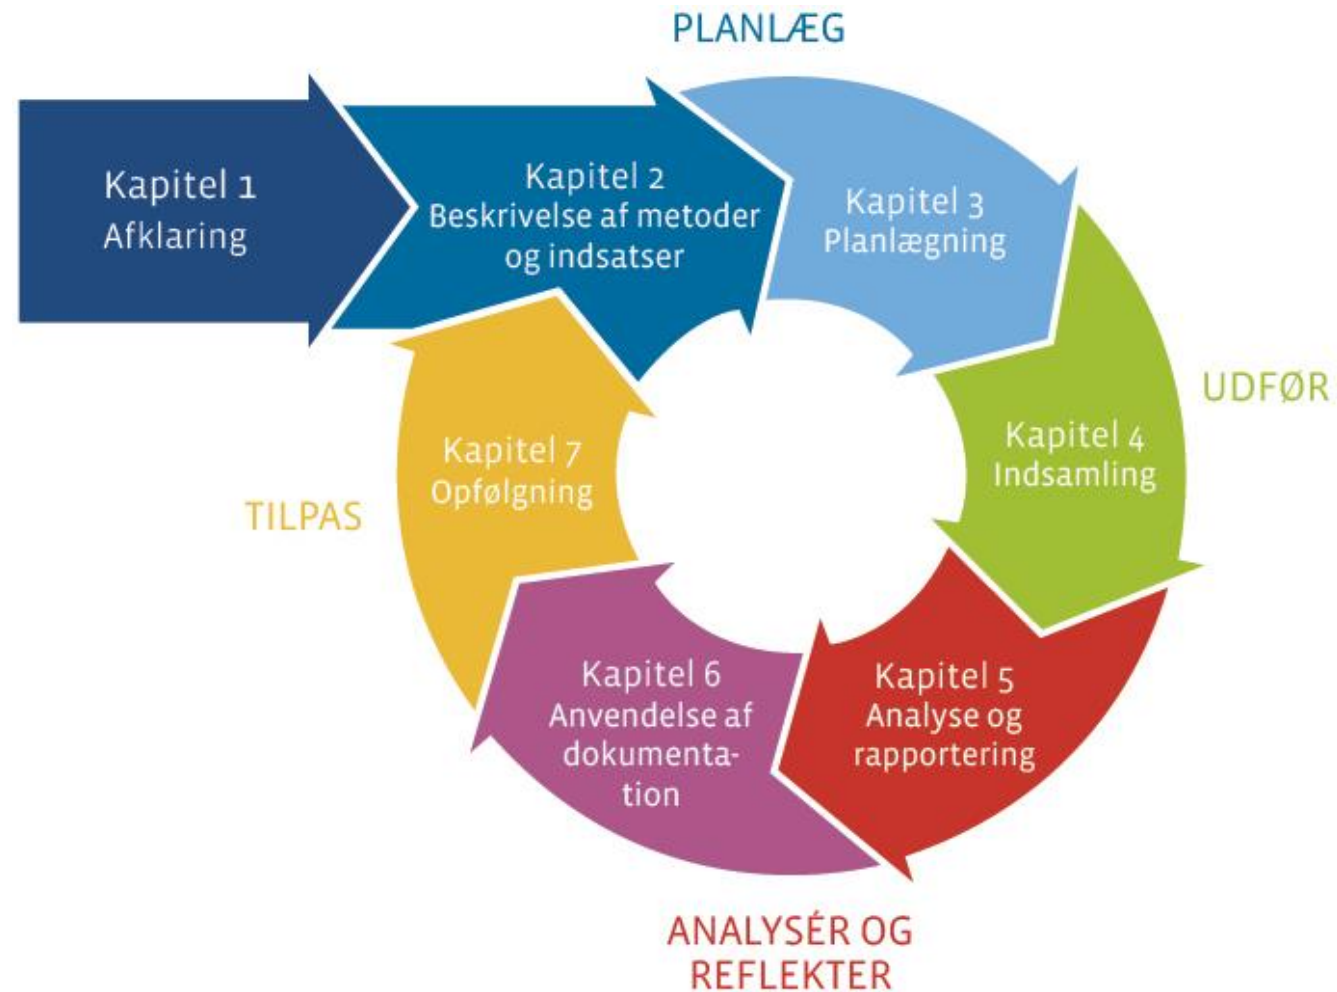 PLANLÆG
Kapitel 1
Afklaring
Kapitel 2
Beskrivelse af metoder
og indsatser
Kapitel 3
Planlægning
UDFØR
Kapitel 4
Indsamling
Kapitel 5
Analyse og
rapportering
ANALYSÉR OG
REFLEKTER
Kapitel 6
Anvendelse af
dokumenta-
tion
TILPAS
Kapitel 7
Opfølgning